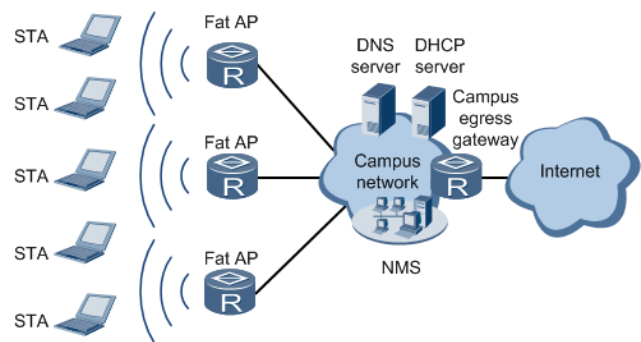 STA
STA
STA
STA
STA
Fat AP
R
Fat AP
R
Fat AP
R
DNS
server
DHCP
server
Campus
egress
gateway
R
Campus
network
NMS
Internet